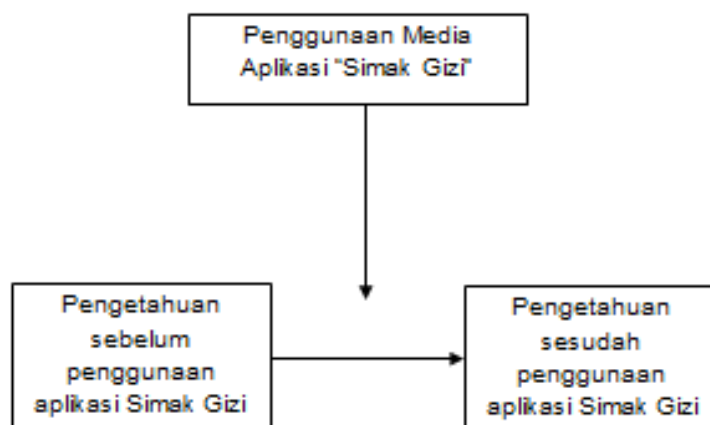 Penggunaan Media
Aplikasi "Simak Gizi"
Pengetahuan
sebelum
penggunaan
aplikasi Simak Gizi
Pengetahuan
sesudah
penggunaan
aplikasi Simak Gizi